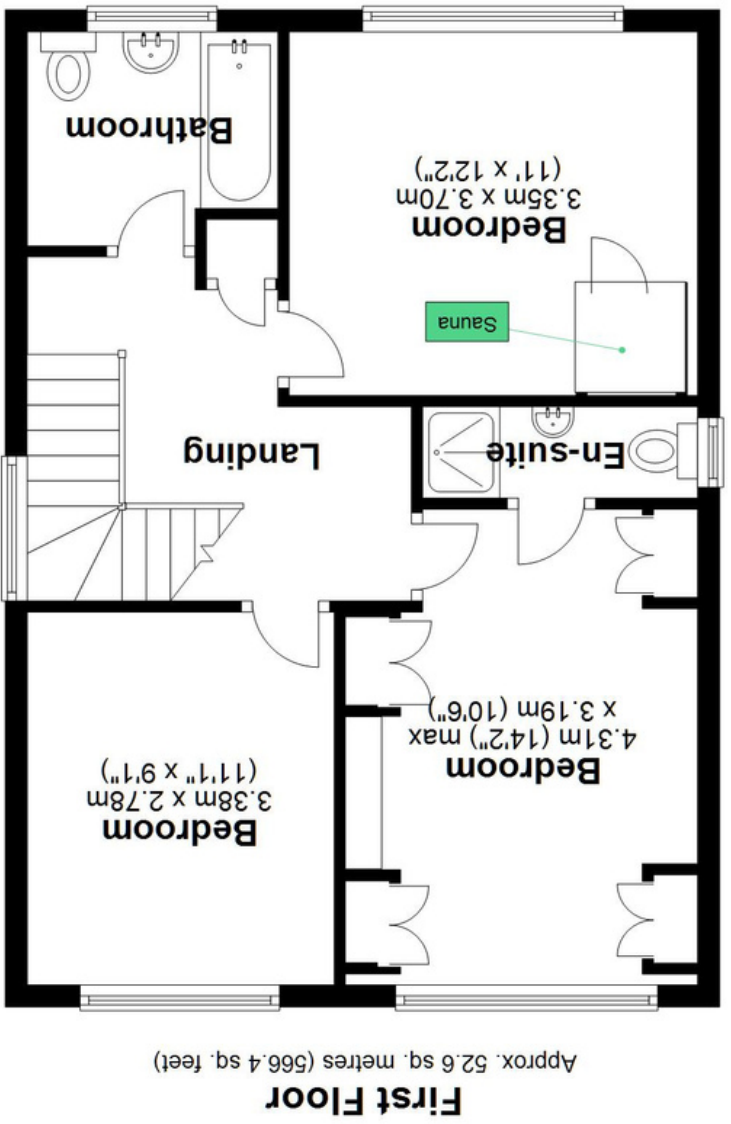 First Floor
Approx. 52.6 sq. metres (566.4 sq. feet)
Bedroom
4.31m (14'2") max
x 3.19m (10'6")
Bedroom
3.38m x 2.78m
(11'1" x 9'1")
En-suite
Landing
Sauna
Bedroom
3.35m x 3.70m
(11' x 12'2")
Bathroom